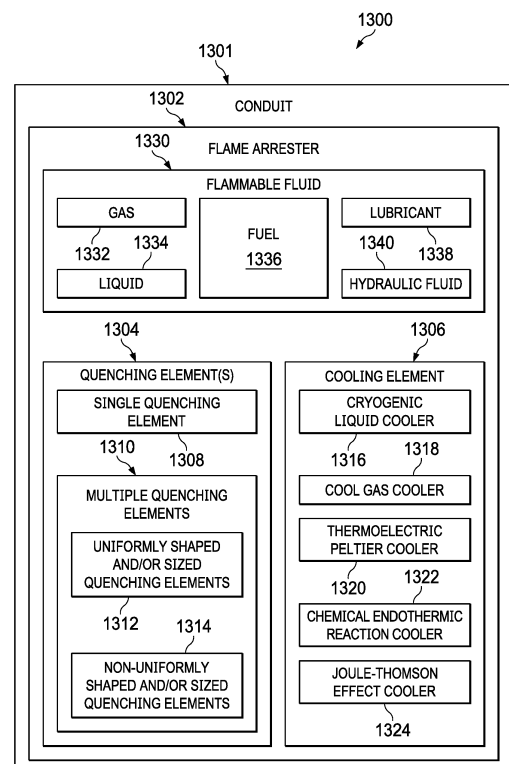 1300
1301
CONDUIT
1302
FLAME ARRESTER
1330
FLAMMABLE FLUID
GAS
1332
1334
LIQUID
FUEL
1336
LUBRICANT
1340
1338
HYDRAULIC FLUID
1304
QUENCHING ELEMENT(S)
SINGLE QUENCHING
ELEMENT
1310
1308
MULTIPLE QUENCHING
ELEMENTS
UNIFORMLY SHAPED
AND/OR SIZED
QUENCHING ELEMENTS
1312
1314
NON-UNIFORMLY
SHAPED AND/OR SIZED
QUENCHING ELEMENTS
1306
COOLING ELEMENT
CRYOGENIC
LIQUID COOLER
1316
1318
COOL GAS COOLER
THERMOELECTRIC
PELTIER COOLER
1320
1322
CHEMICAL ENDOTHERMIC
REACTION COOLER
JOULE-THOMSON
EFFECT COOLER
1324